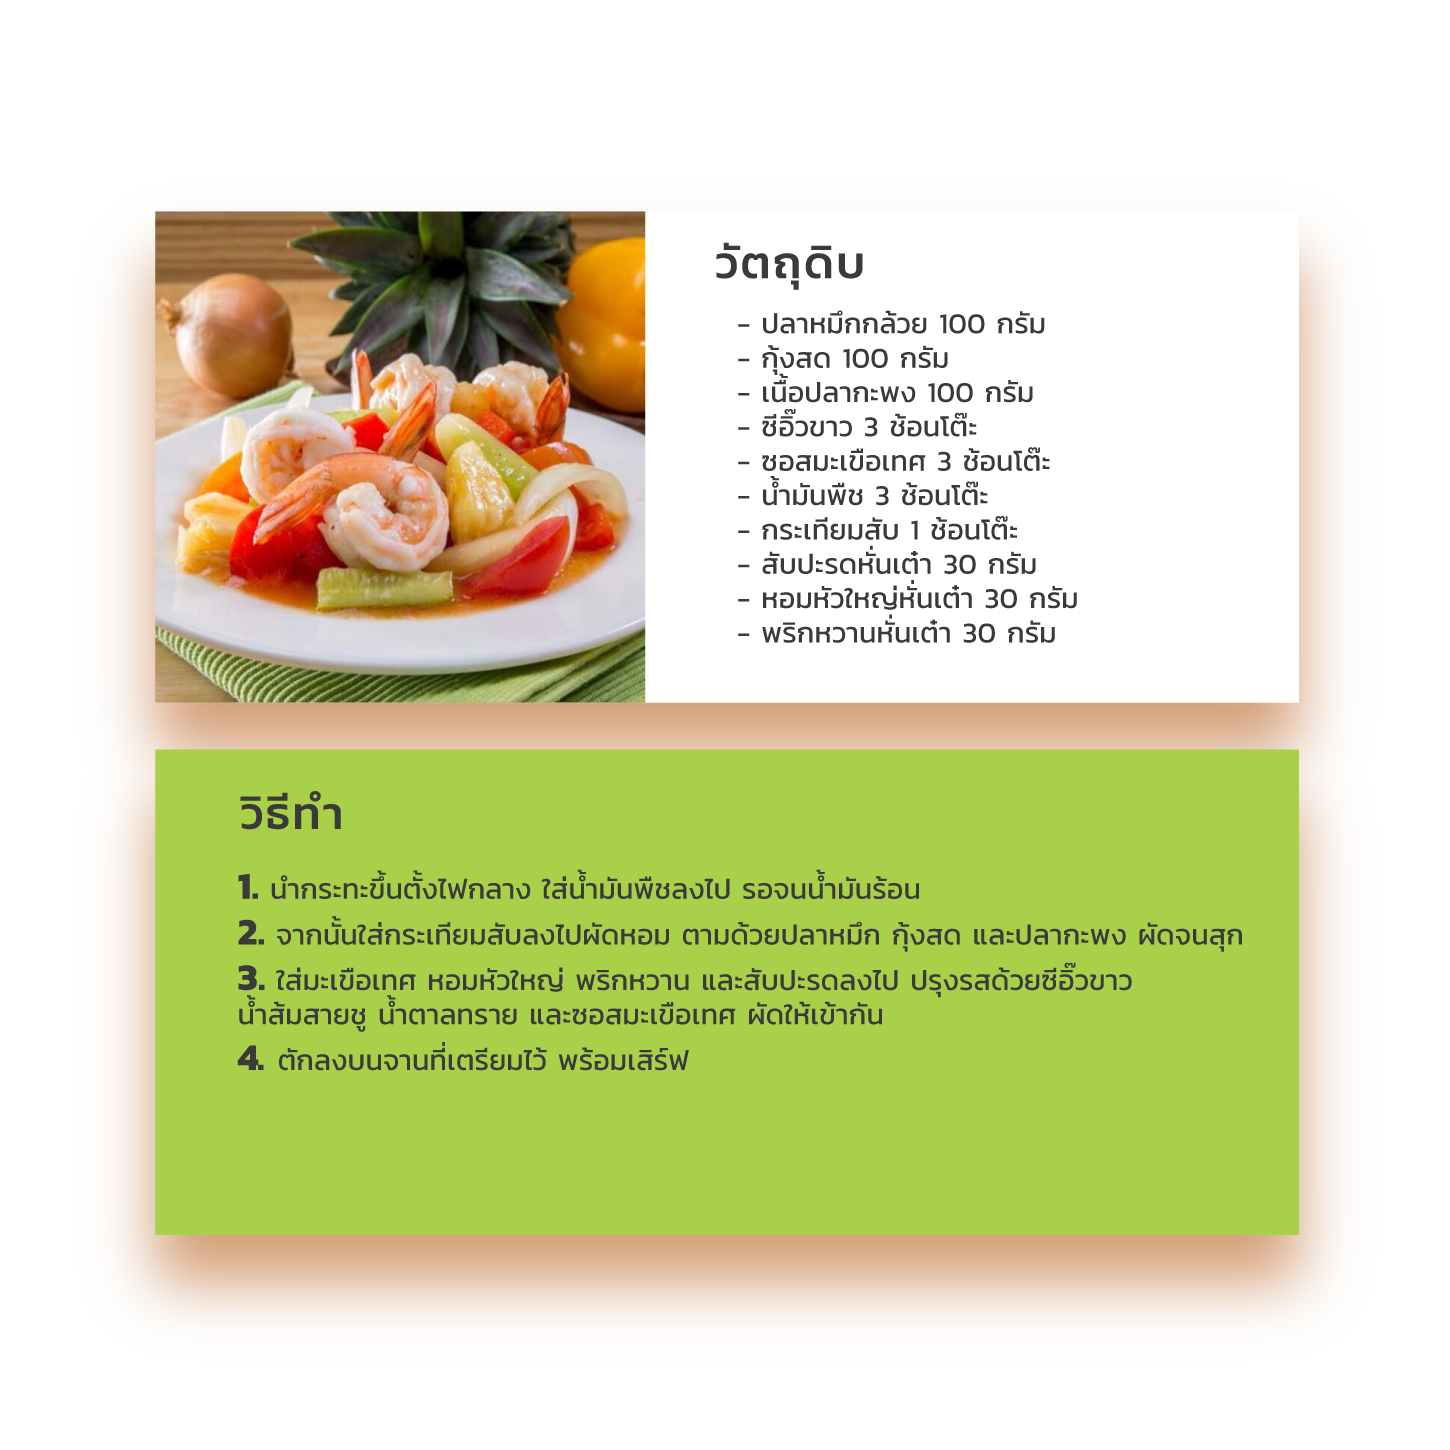 วัตถุดิบ
- ปลาหมึกกล้วย 100 กรัม
- กุ้งสด 100 กรัม
- เนื้อปลากะพง 100 กรัม
- ซีอิ๊วขาว 3 ช้อนโต๊ะ
- ซอสมะเขือเทศ 3 ช้อนโต๊ะ
- น้ำมันพืช 3 ช้อนโต๊ะ
- กระเทียมสับ 1 ช้อนโต๊ะ
- สับปะรดหั่นเต๋า 30 กรัม
- หอมหัวใหญ่หั่นเต๋า 30 กรัม
- พริกหวานหั่นเต๋า 30 กรัม
วิธีทำ
1. นำกระทะขึ้นตั้งไฟกลาง ใส่น้ำมันพืชลงไป รอจนน้ำมันร้อน
2. จากนั้นใส่กระเทียมสับลงไปผัดหอม ตามด้วยปลาหมึก กุ้งสด และปลากะพง ผัดจนสุก
3. ใส่มะเขือเทศ หอมหัวใหญ่ พริกหวาน และสับปะรดลงไป ปรุงรสด้วยซีอิ๊วขาว
น้ำส้มสายชู น้ำตาลทราย และซอสมะเขือเทศ ผัดให้เข้ากัน
4. ตักลงบนจานที่เตรียมไว้ พร้อมเสิร์ฟ